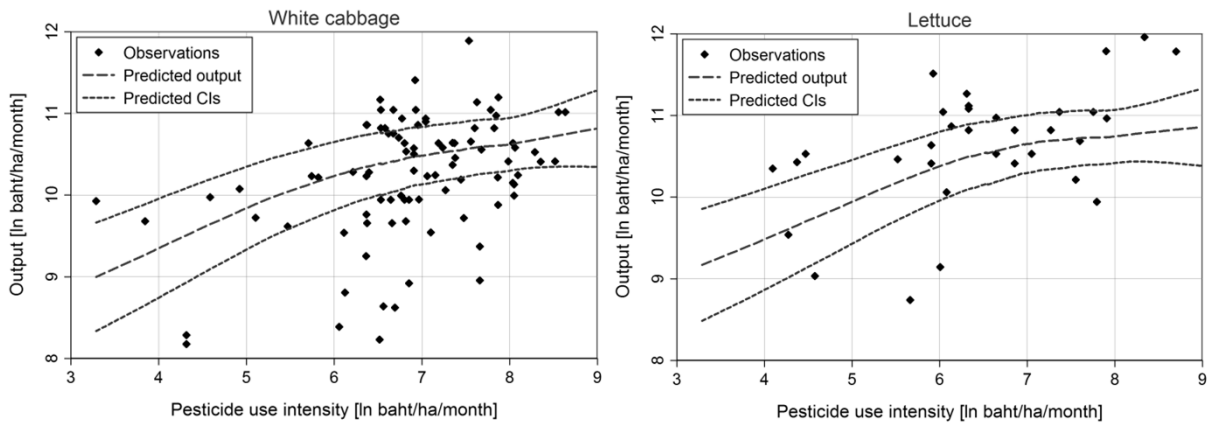 White cabbage
Observations
Predicted output
Predicted CIs
Output [ln baht/ha/month]
12
11
10
9
8
3 4 5 6 7 8 9
Pesticide use intensity [ln baht/ha/month]
Lettuce
Observations
Predicted output
Predicted CIs
Output [ln baht/ha/month]
12
11
10
9
8
3 4 5 6 7 8 9
Pesticide use intensity [ln baht/ha/month]